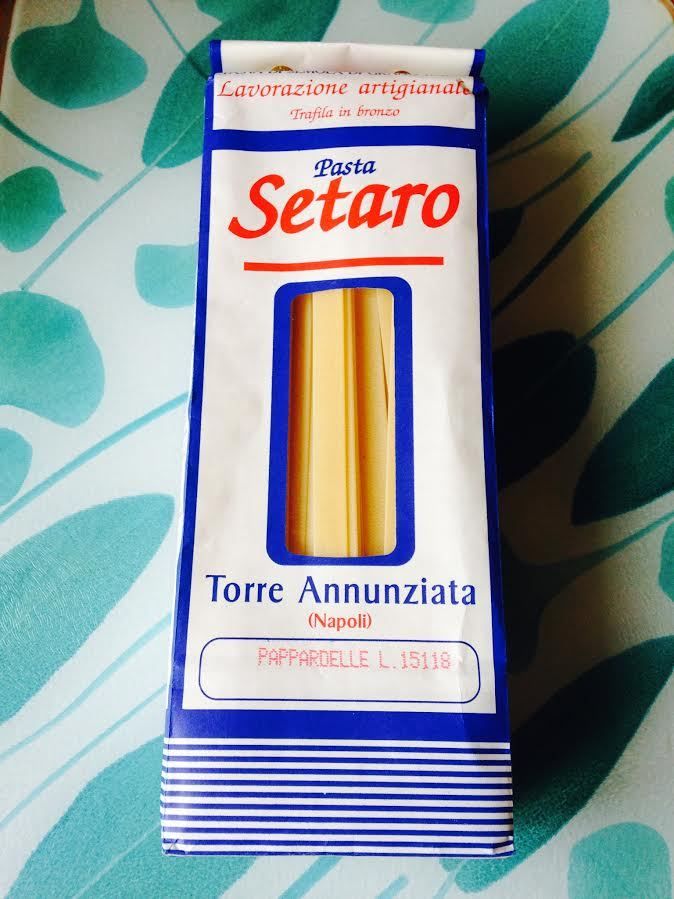 Lavorazione artigianale
Trafila in bronzo
Pasta
Setaro
Torre Annunziata
(Napoli)
PAPPARDELLE L.15118